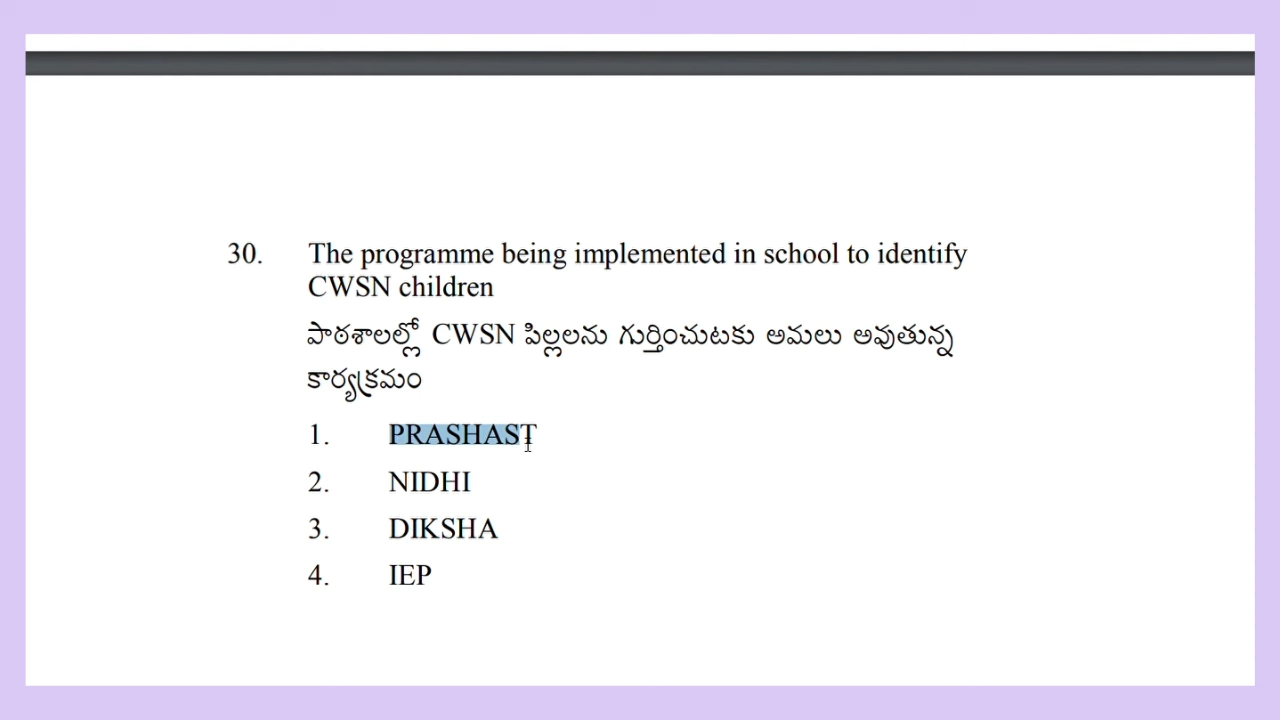 30. The programme being implemented in school to identify
CWSN children
పాఠశాలల్లో CWSN పిల్లలను గుర్తించుటకు అమలు అవుతున్న
కార్యక్రమం
1. PRASHAST
2. NIDHI
3. DIKSHA
4. IEP